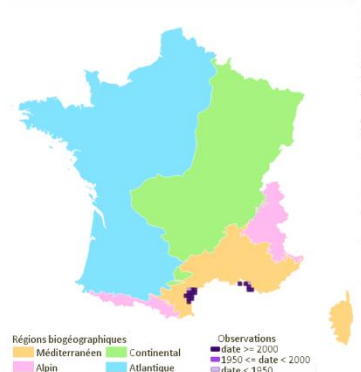 Régions biogéographiques
Méditerranéen Continental
Alpin Atlantique
Observations
date >= 2000
1950 <= date < 2000
date < 1950